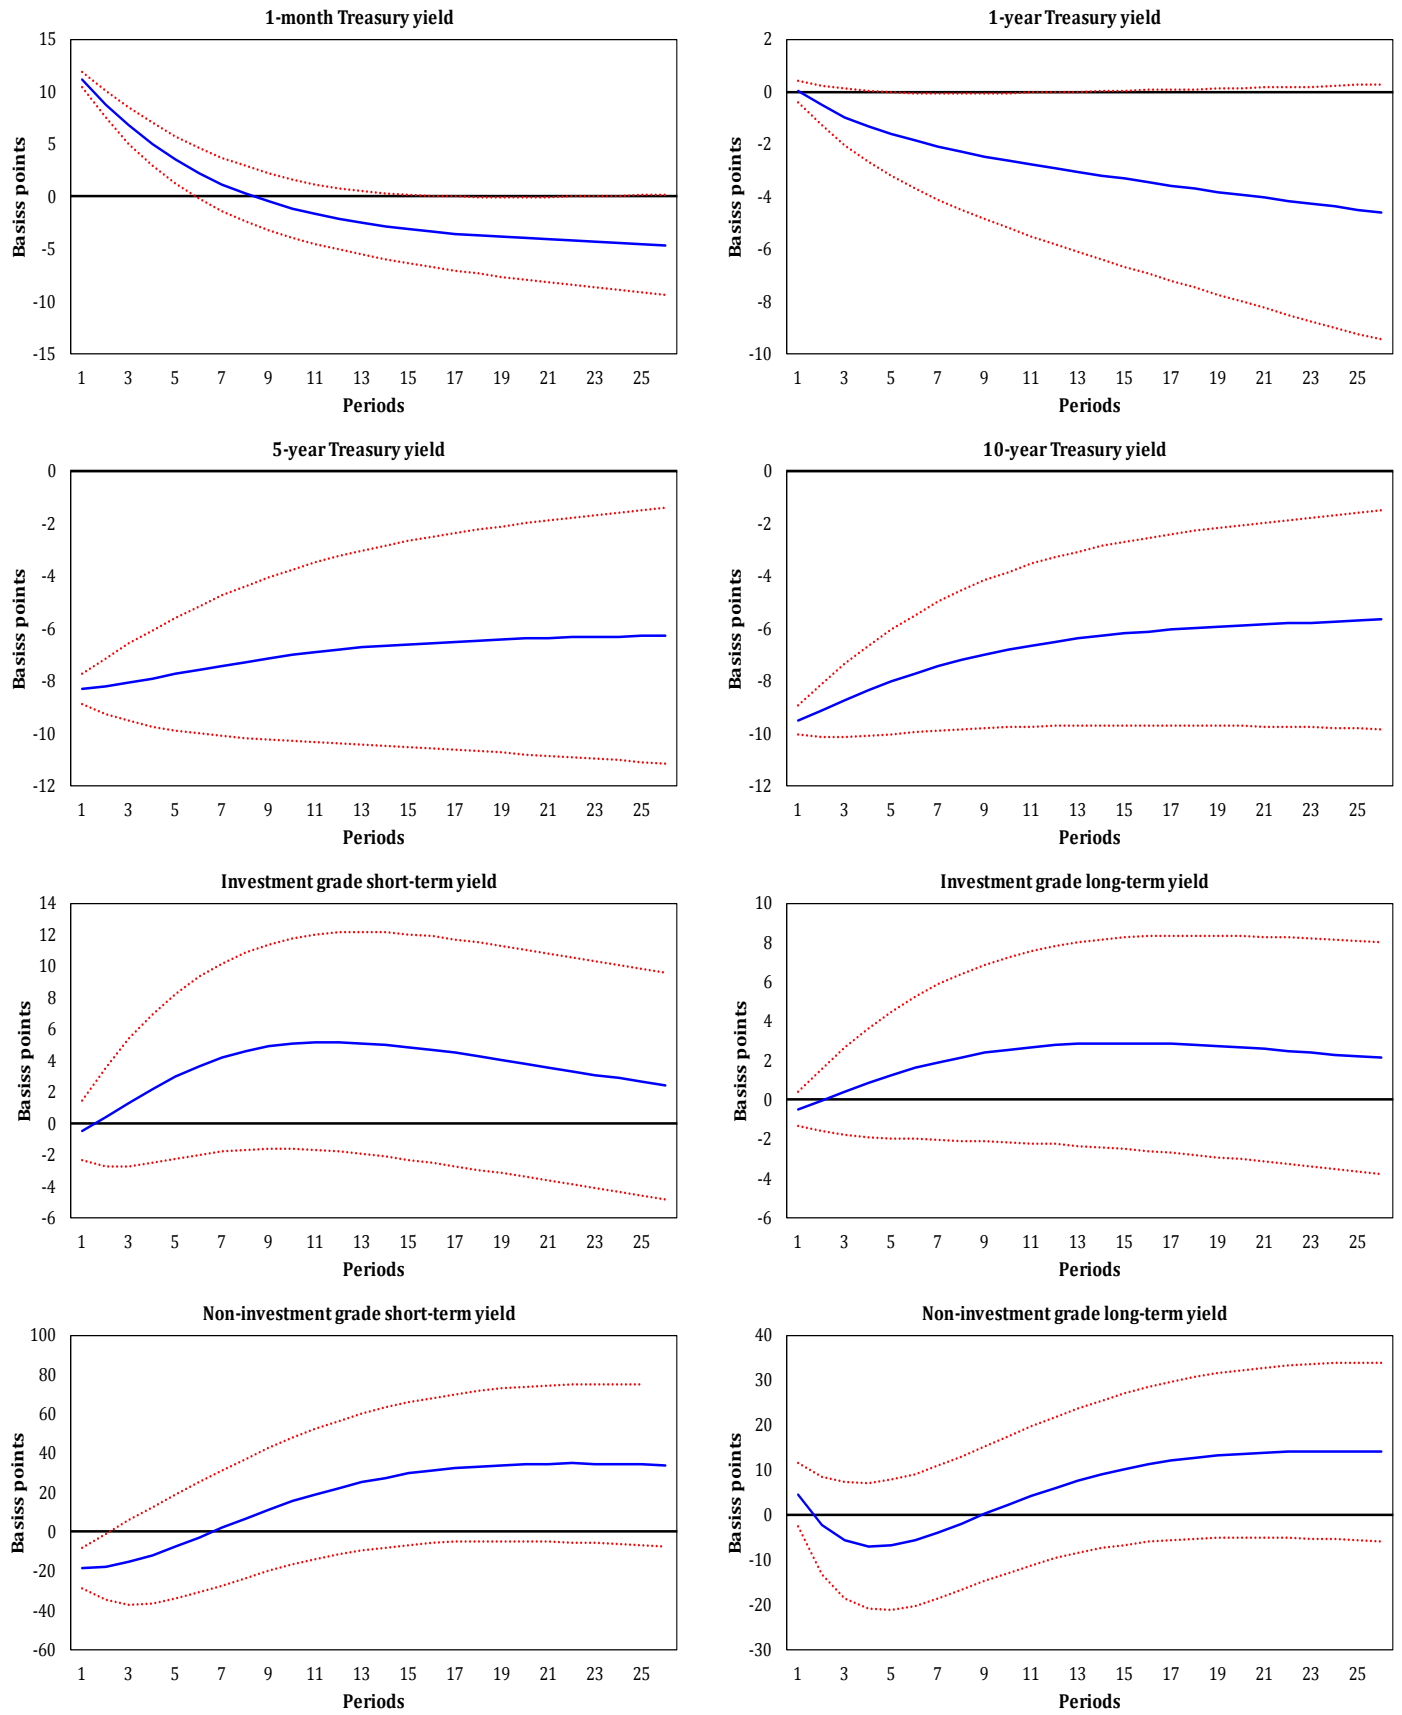 1-month Treasury yield
15
10
5
0
-5
-10
-15
Basiss points
1 3 5 7 9 11 13 15 17 19 21 23 25
Periods
1-year Treasury yield
2
0
-2
-4
-6
-8
-10
Basiss points
1 3 5 7 9 11 13 15 17 19 21 23 25
Periods
5-year Treasury yield
0
-2
-4
-6
-8
-10
-12
Basiss points
1 3 5 7 9 11 13 15 17 19 21 23 25
Periods
10-year Treasury yield
0
-2
-4
-6
-8
-10
-12
Basiss points
1 3 5 7 9 11 13 15 17 19 21 23 25
Periods
Investment grade short-term yield
14
12
10
8
6
4
2
0
-2
-4
-6
Basiss points
1 3 5 7 9 11 13 15 17 19 21 23 25
Periods
Investment grade long-term yield
10
8
6
4
2
0
-2
-4
-6
Basiss points
1 3 5 7 9 11 13 15 17 19 21 23 25
Periods
Non-investment grade short-term yield
100
80
60
40
20
0
-20
-40
-60
Basiss points
1 3 5 7 9 11 13 15 17 19 21 23 25
Periods
Non-investment grade long-term yield
40
30
20
10
0
-10
-20
-30
Basiss points
1 3 5 7 9 11 13 15 17 19 21 23 25
Periods